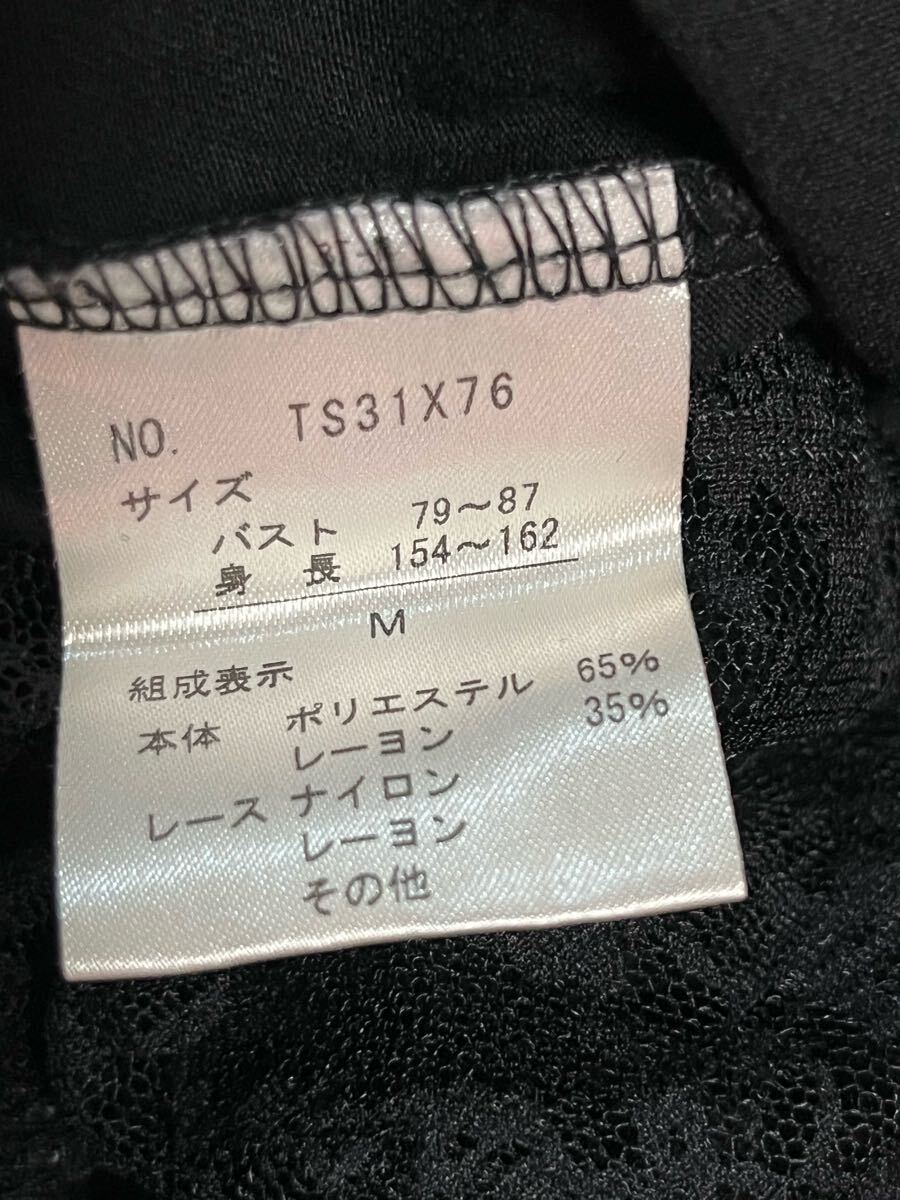 NO. TS31X76
サイズ
バスト 79～87
身 長 154～162
M
組成表示
本体 ポリエステル 65%
レーヨン 35%
レース ナイロン
レーヨン
その他